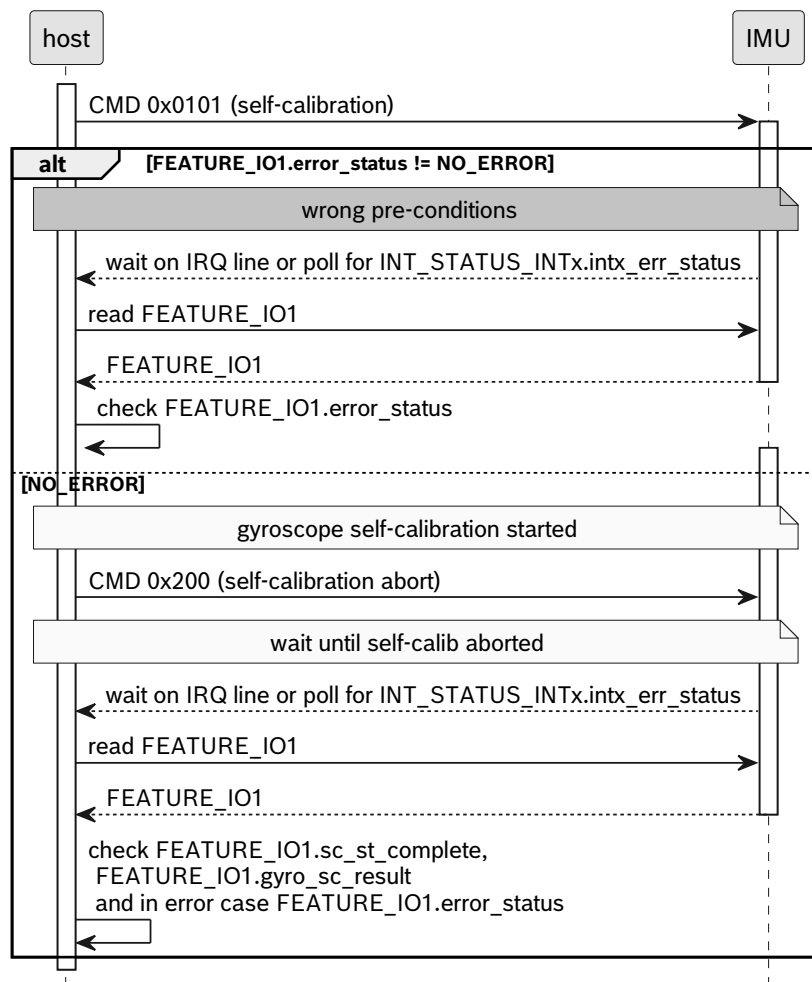 host
IMU
CMD 0x0101 (self-calibration)
alt
[FEATURE_IO1.error_status != NO_ERROR]
wrong pre-conditions
wait on IRQ line or poll for INT_STATUS_INTx.intx_err_status
read FEATURE_IO1
FEATURE_IO1
check FEATURE_IO1.error_status
[NO_ERROR]
gyroscope self-calibration started
CMD 0x200 (self-calibration abort)
wait until self-calib aborted
wait on IRQ line or poll for INT_STATUS_INTx.intx_err_status
read FEATURE_IO1
FEATURE_IO1
check FEATURE_IO1.sc_st_complete,
FEATURE_IO1.gyro_sc_result
and in error case FEATURE_IO1.error_status